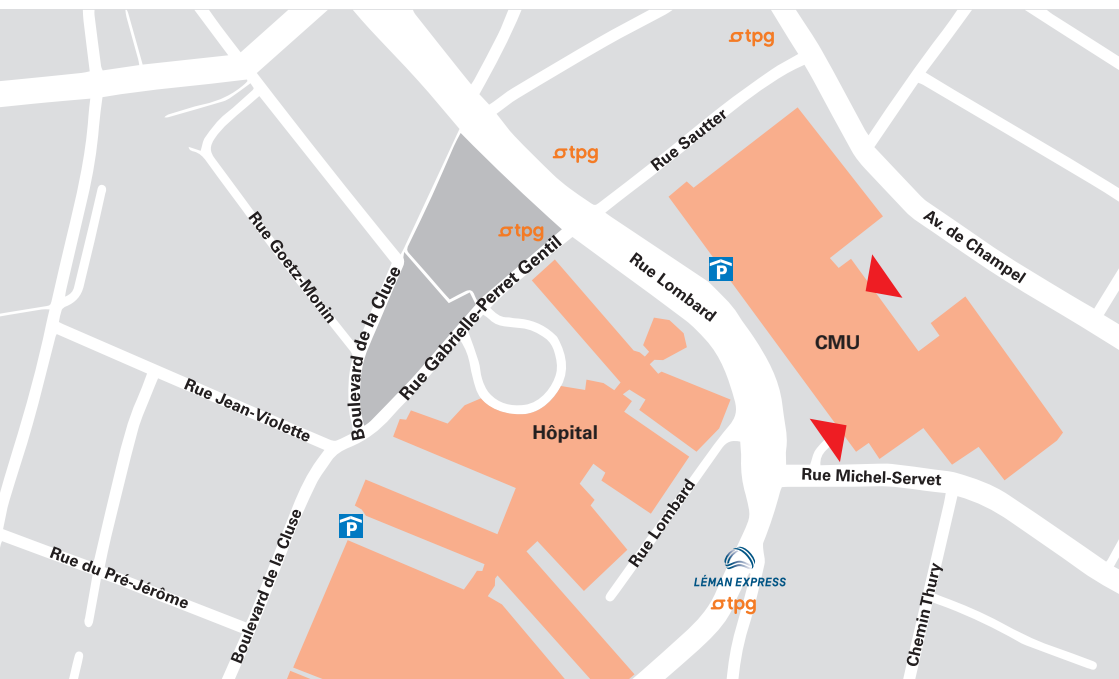 tpg
tpg
Rue Sautter
tpg
Rue Goetz-Monin
Av. de Champel
Rue Lombard
P
Boulevard de la Cluse
Rue Gabrielle-Perret Gentil
CMU
Rue Jean-Violette
Hôpital
Rue Michel-Servet
P
Rue Lombard
Boulevard de la Cluse
Rue du Pré-Jérôme
LÉMAN EXPRESS
tpg
Chemin Thury